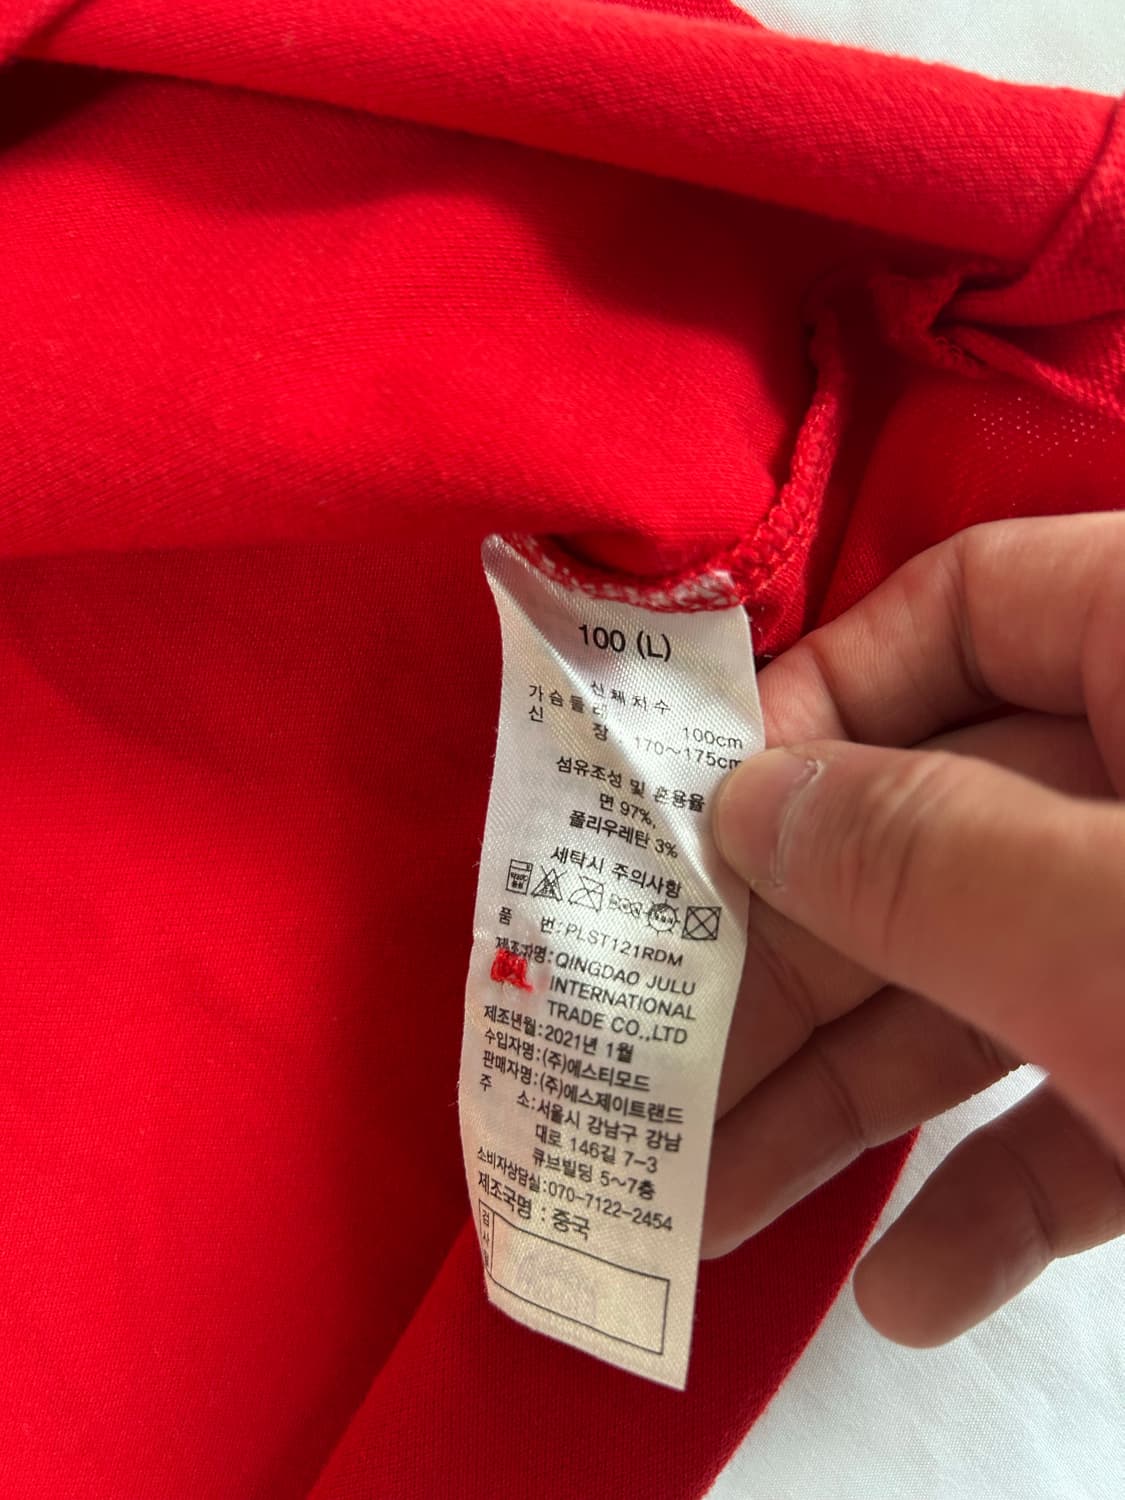 100 (L)
신체치수
가슴둘레 100cm
신 장 170~175cm
섬유조성 및 혼용율
면 97%,
폴리우레탄 3%
세탁시 주의사항
품 번:PLST121RDM
제조자명:QINGDAO JULU
INTERNATIONAL
TRADE CO.,LTD
제조년월:2021년 1월
수입자명:(주)에스티모드
판매자명:(주)에스제이트랜드
주 소:서울시 강남구 강남
대로 146길 7-3
큐브빌딩 5~7층
소비자상담실:070-7122-2454
제조국명 : 중국